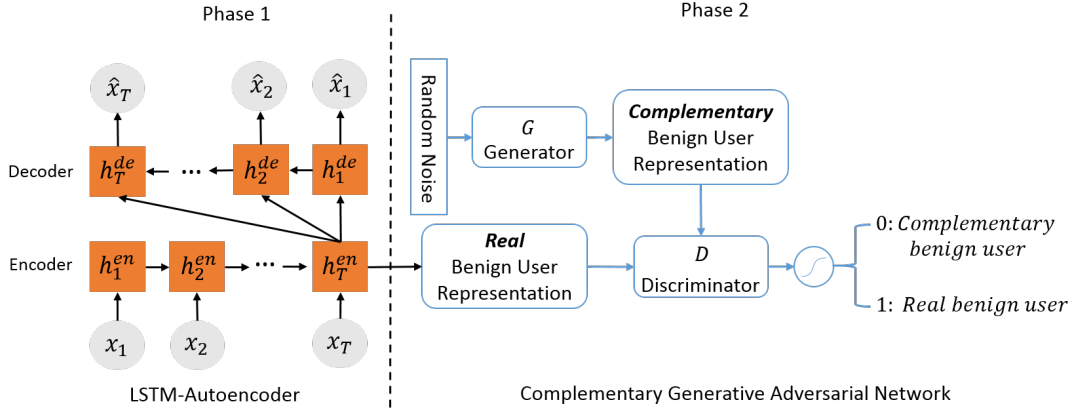 Phase 1
Phase 2
x̂_T
x̂_2
x̂_1
Decoder
h_T^{de}
...
h_2^{de}
h_1^{de}
Encoder
h_1^{en}
h_2^{en}
...
h_T^{en}
x_1
x_2
x_T
LSTM-Autoencoder
Random Noise
G
Generator
Complementary
Benign User
Representation
Real
Benign User
Representation
D
Discriminator
0: Complementary
benign user
1: Real benign user
Complementary Generative Adversarial Network